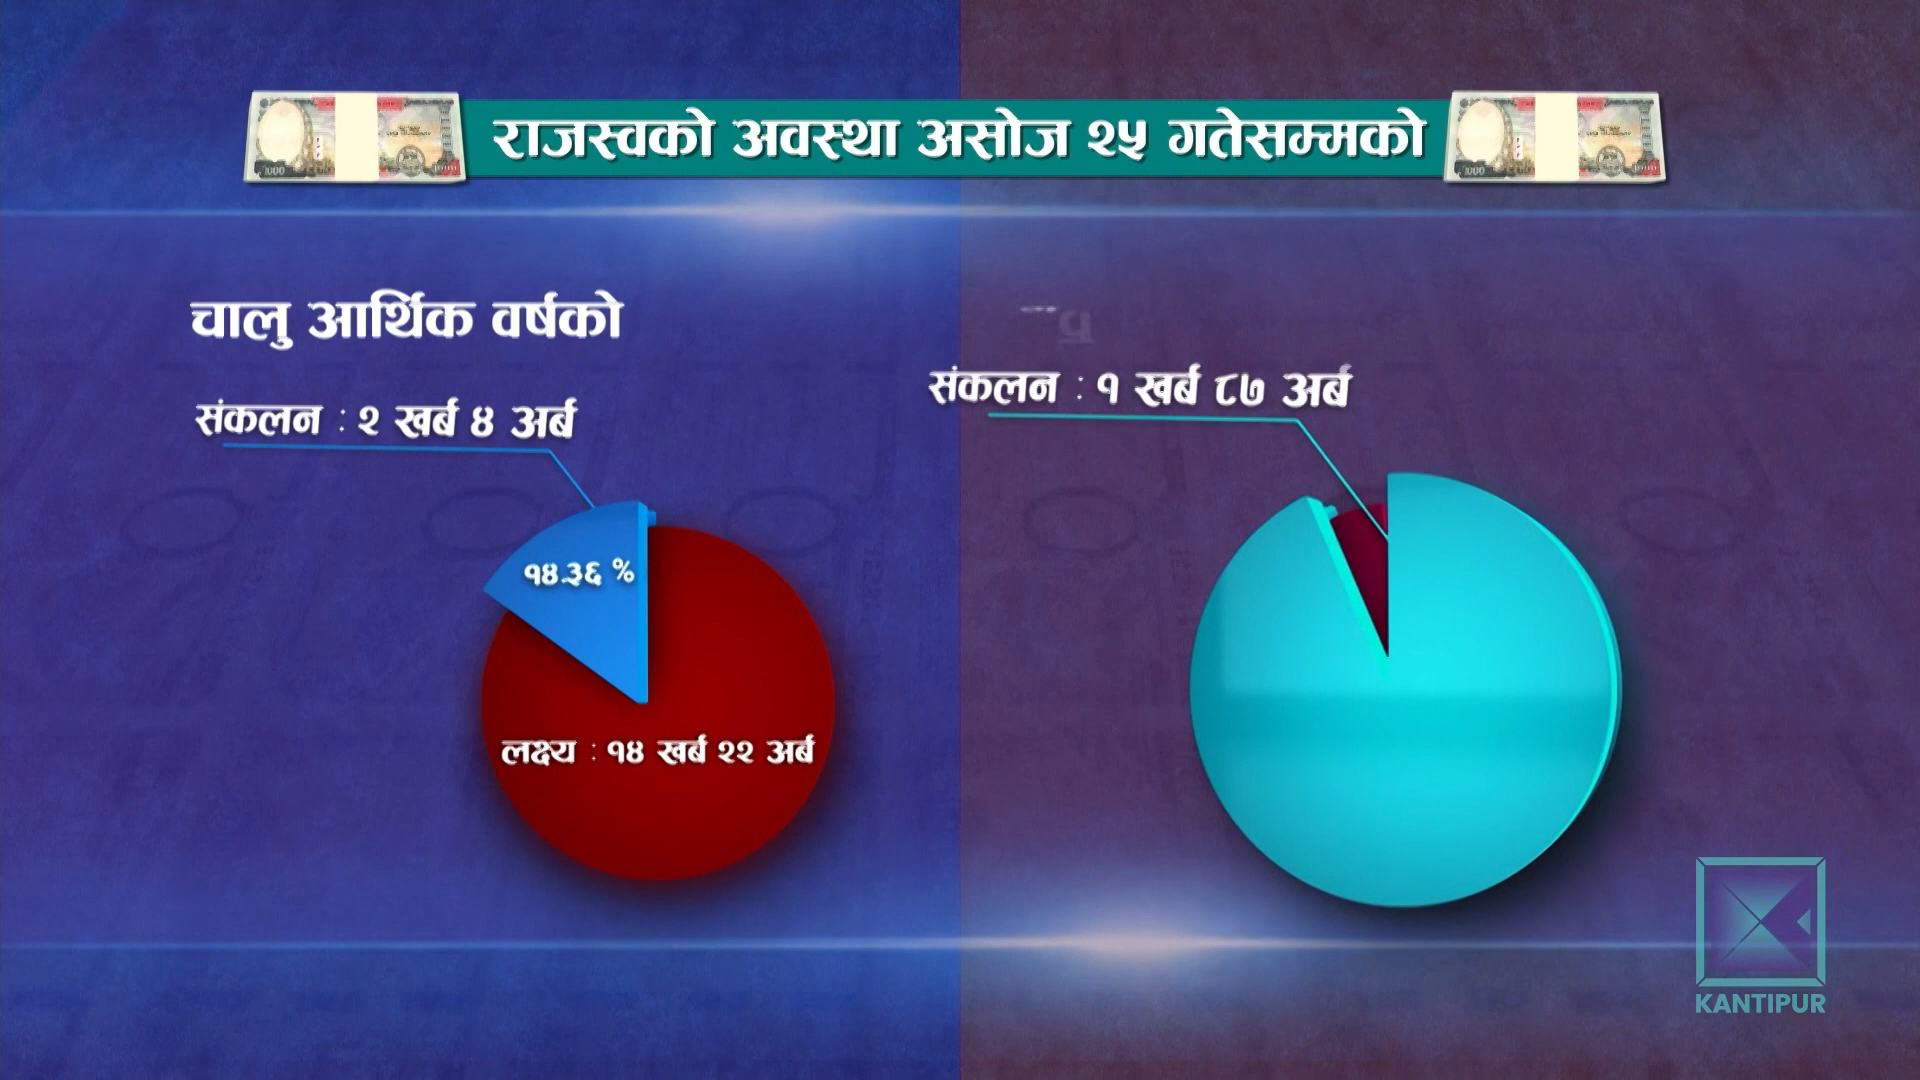 राजस्वको अवस्था असोज २५ गतेसम्मको
चालु आर्थिक वर्षको
संकलन : २ खर्ब ४ अर्ब
१४.३६ %
लक्ष्य : १४ खर्ब २२ अर्ब
संकलन : १ खर्ब ८७ अर्ब
KANTIPUR